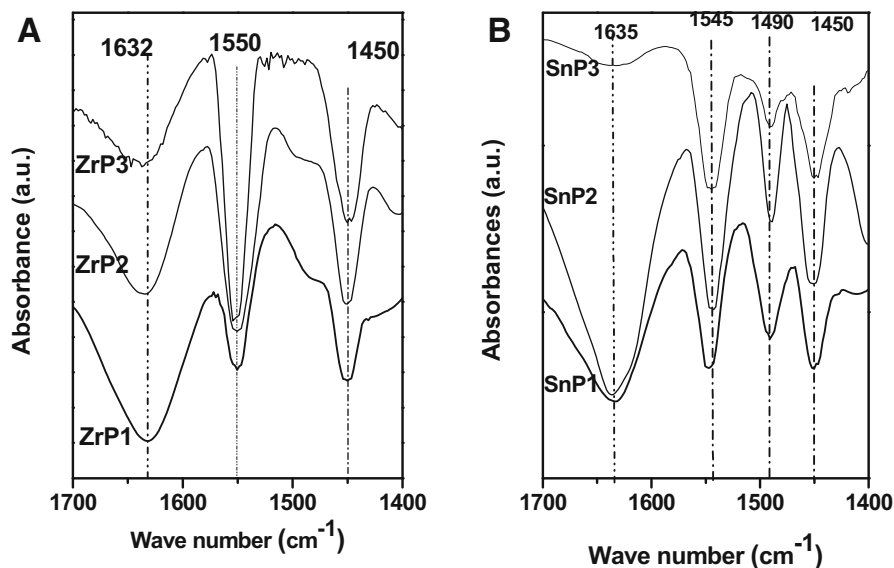 A
1632
1550
1450
ZrP3
ZrP2
ZrP1
Absorbance (a.u.)
1700
1600
1500
1400
Wave number (cm⁻¹)
B
1635
1545
1490
1450
SnP3
SnP2
SnP1
Absorbances (a.u.)
1700
1600
1500
1400
Wave number (cm⁻¹)